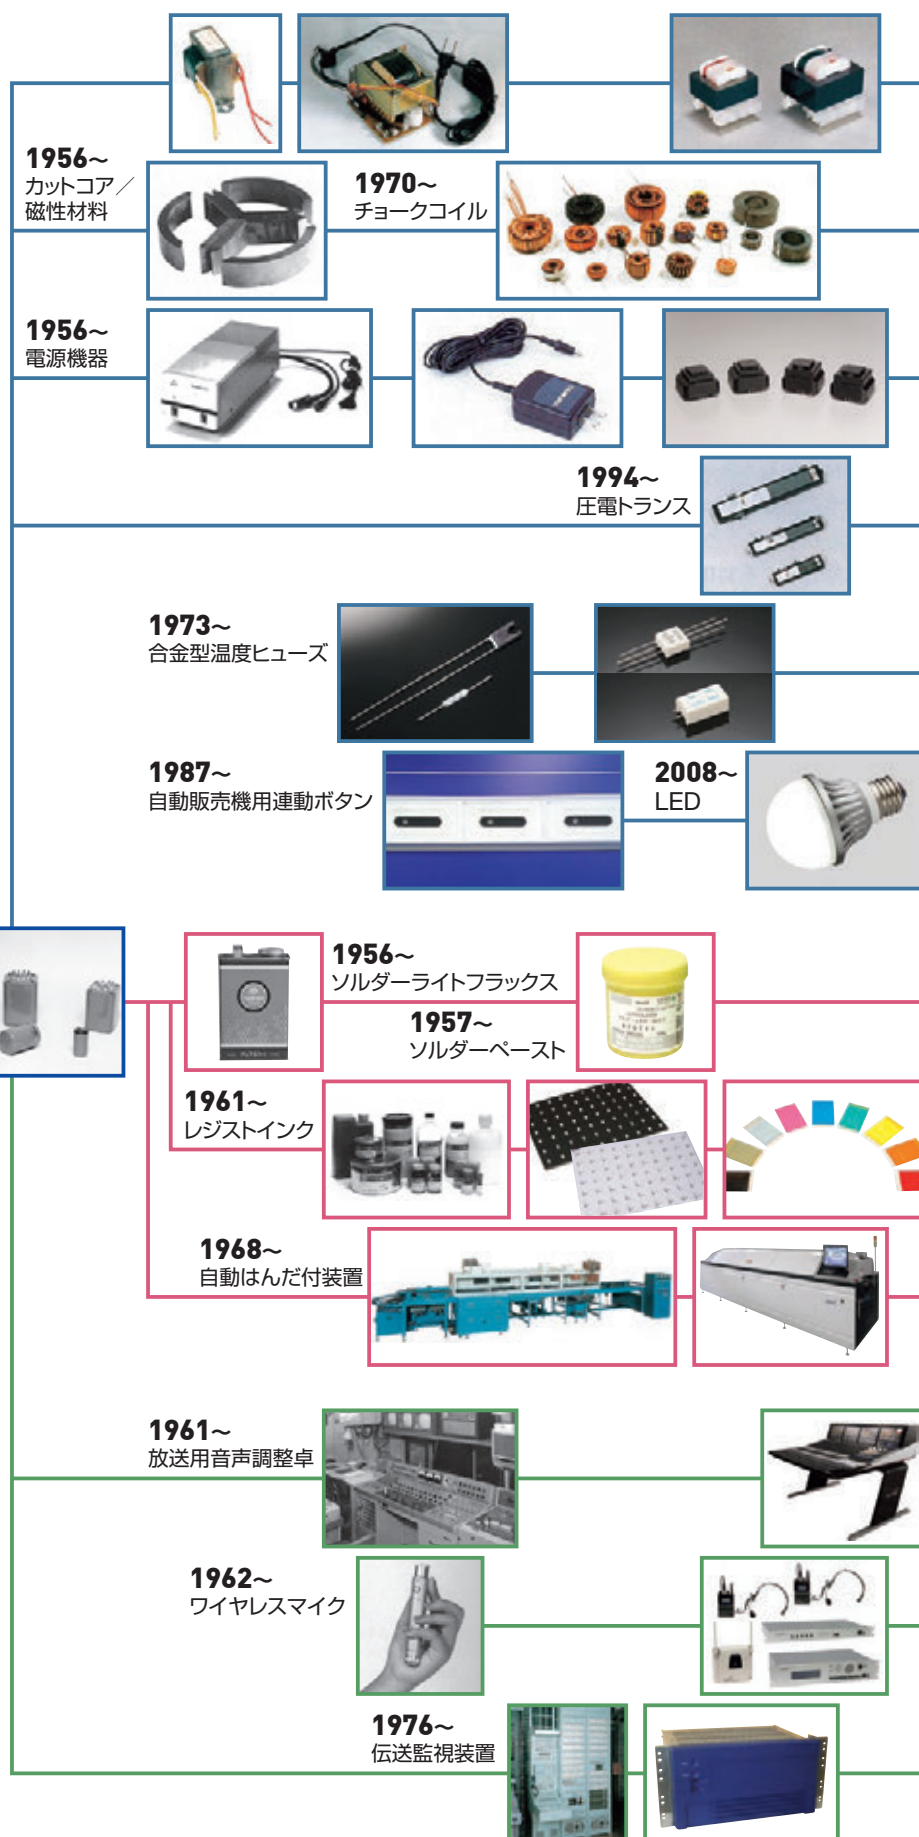 1956~
カットコア／
磁性材料
1970~
チョークコイル
1956~
電源機器
1994~
圧電トランス
1973~
合金型温度ヒューズ
1987~
自動販売機用連動ボタン
2008~
LED
1956~
ソルダーライトフラックス
1957~
ソルダーペースト
1961~
レジストインク
1968~
自動はんだ付装置
1961~
放送用音声調整卓
1962~
ワイヤレスマイク
1976~
伝送監視装置